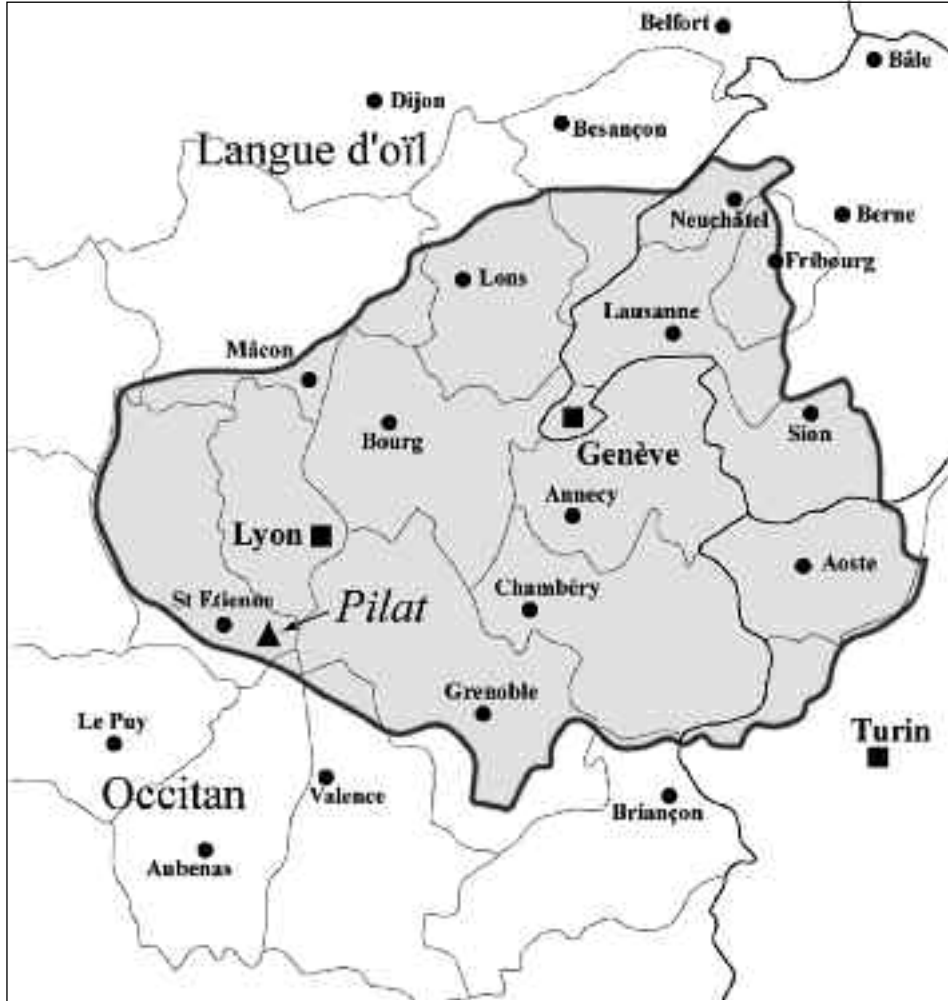 Belfort
Bâle
Dijon
Besançon
Langue d'oïl
Neuchâtel
Berne
Fribourg
Lons
Lausanne
Mâcon
Bourg
Sion
Genève
Annecy
Lyon
Aoste
Chambéry
St Etienne
Pilat
Grenoble
Le Puy
Turin
Occitan
Valence
Briançon
Aubenas